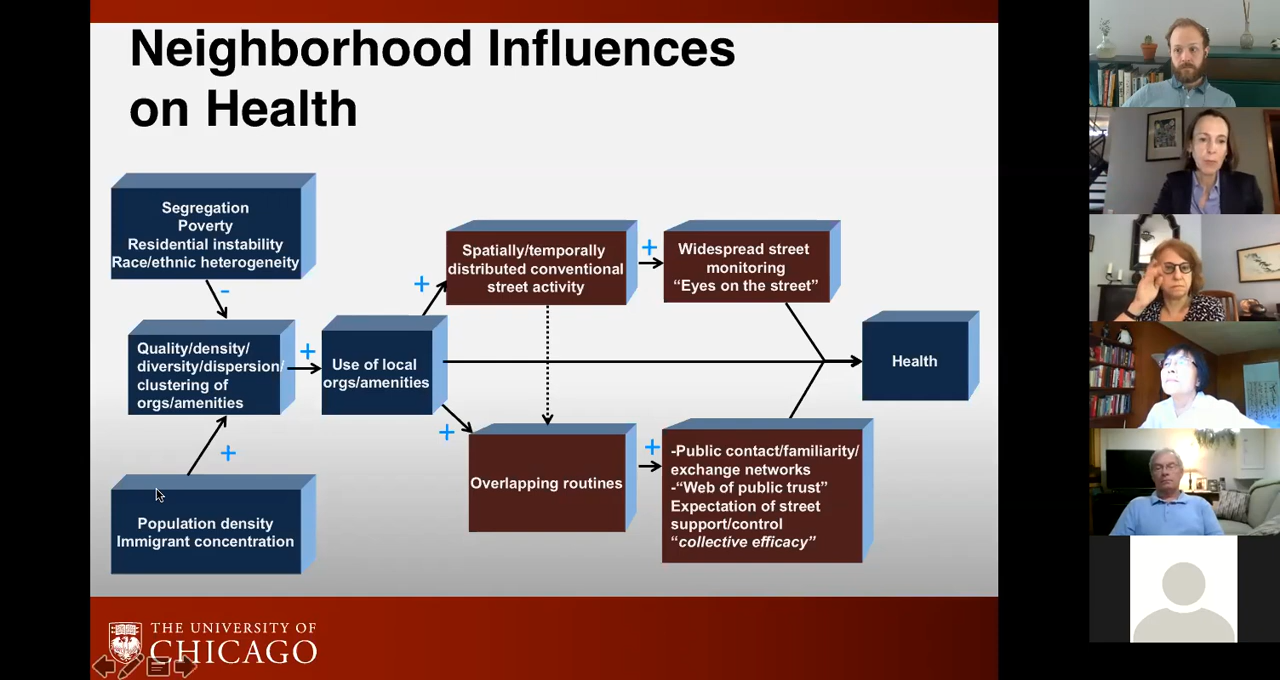 Neighborhood Influences
on Health
Segregation
Poverty
Residential instability
Race/ethnic heterogeneity
-
Quality/density/
diversity/dispersion/
clustering of
orgs/amenities
+
Population density
Immigrant concentration
+
Use of local
orgs/amenities
+
Spatially/temporally
distributed conventional
street activity
+
Widespread street
monitoring
“Eyes on the street”
+
Overlapping routines
+
-Public contact/familiarity/
exchange networks
-“Web of public trust”
Expectation of street
support/control
“collective efficacy”
Health
THE UNIVERSITY OF
CHICAGO